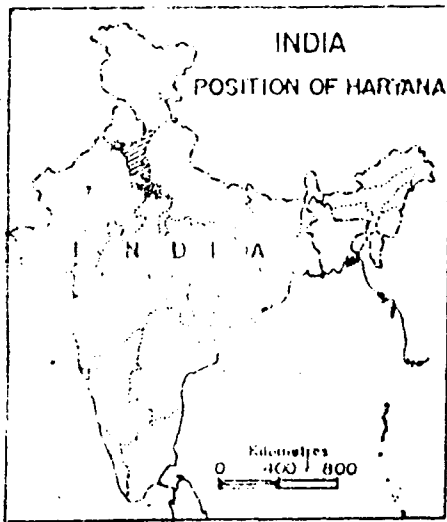 INDIA
POSITION OF HARYANA
I N D I A
Kilometres
0 400 800